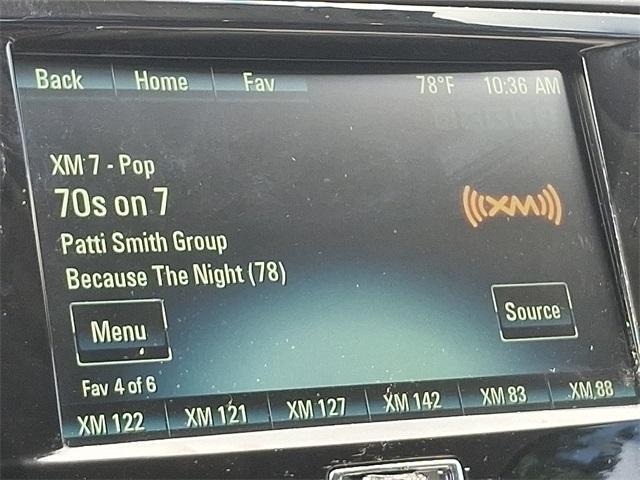 Back Home Fav 78°F 10:36 AM
XM 7 - Pop
70s on 7
XM
Patti Smith Group
Because The Night (78)
Menu Source
Fav 4 of 6
XM 122 XM 121 XM 127 XM 142 XM 83 XM 88